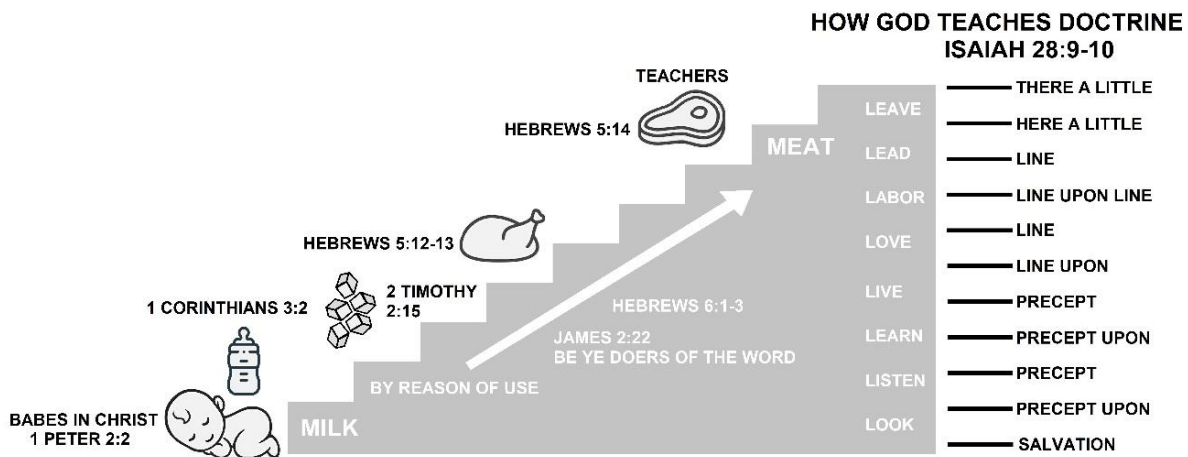 HOW GOD TEACHES DOCTRINE
ISAIAH 28:9-10
TEACHERS
HEBREWS 5:14
HEBREWS 5:12-13
2 TIMOTHY
2:15
1 CORINTHIANS 3:2
BABES IN CHRIST
1 PETER 2:2
MILK
BY REASON OF USE
JAMES 2:22
BE YE DOERS OF THE WORD
HEBREWS 6:1-3
MEAT
LEAVE
LEAD
LABOR
LOVE
LIVE
LEARN
LISTEN
LOOK
THERE A LITTLE
HERE A LITTLE
LINE
LINE UPON LINE
LINE
LINE UPON
PRECEPT
PRECEPT UPON
PRECEPT
PRECEPT UPON
SALVATION